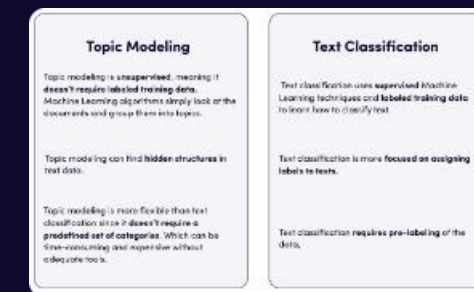 Topic Modeling
Topic modeling is unsupervised, meaning it
doesn't require labeled training data.
Machine Learning algorithms simply look at the
documents and group them into topics.
Topic modeling can find hidden structures in
text data.
Topic modeling is more flexible than text
classification since it doesn't require a
predefined set of categories. Which can be
time-consuming and expensive without
adequate tools.
Text Classification
Text classification uses supervised Machine
Learning techniques and labeled training data
to learn how to classify text.
Text classification is more focused on assigning
labels to texts.
Text classification requires pre-labeling of the
data.